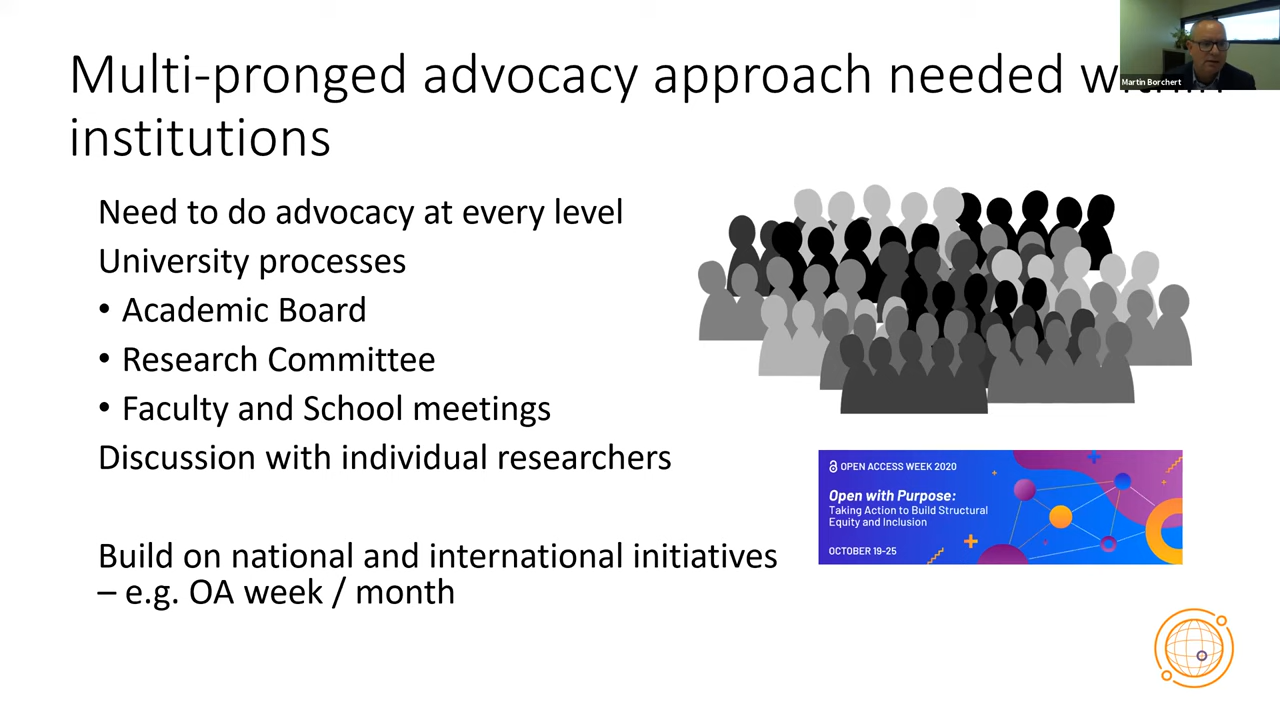 Multi-pronged advocacy approach needed within
institutions
Martin Borchert
Need to do advocacy at every level
University processes
• Academic Board
• Research Committee
• Faculty and School meetings
Discussion with individual researchers
Build on national and international initiatives
– e.g. OA week / month
OPEN ACCESS WEEK 2020
Open with Purpose:
Taking Action to Build Structural
Equity and Inclusion
OCTOBER 19-25